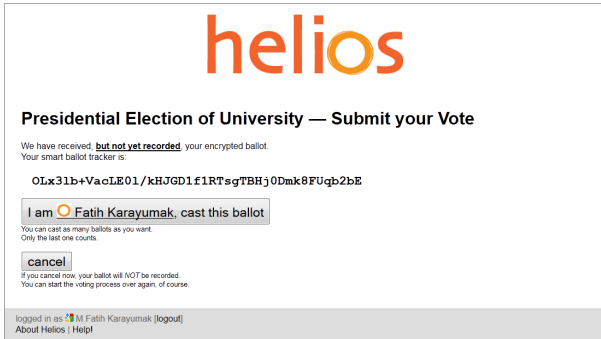 helios
Presidential Election of University — Submit your Vote
We have received, but not yet recorded, your encrypted ballot.
Your smart ballot tracker is:
OLx3lb+VacLE0l/kHJGD1f1RTsgTBHj0Dmk8FUqb2bE
I am Fatih Karayumak, cast this ballot
You can cast as many ballots as you want.
Only the last one counts.
cancel
If you cancel now, your ballot will NOT be recorded.
You can start the voting process over again, of course.
logged in as M.Fatih Karayumak [logout]
About Helios | Help!